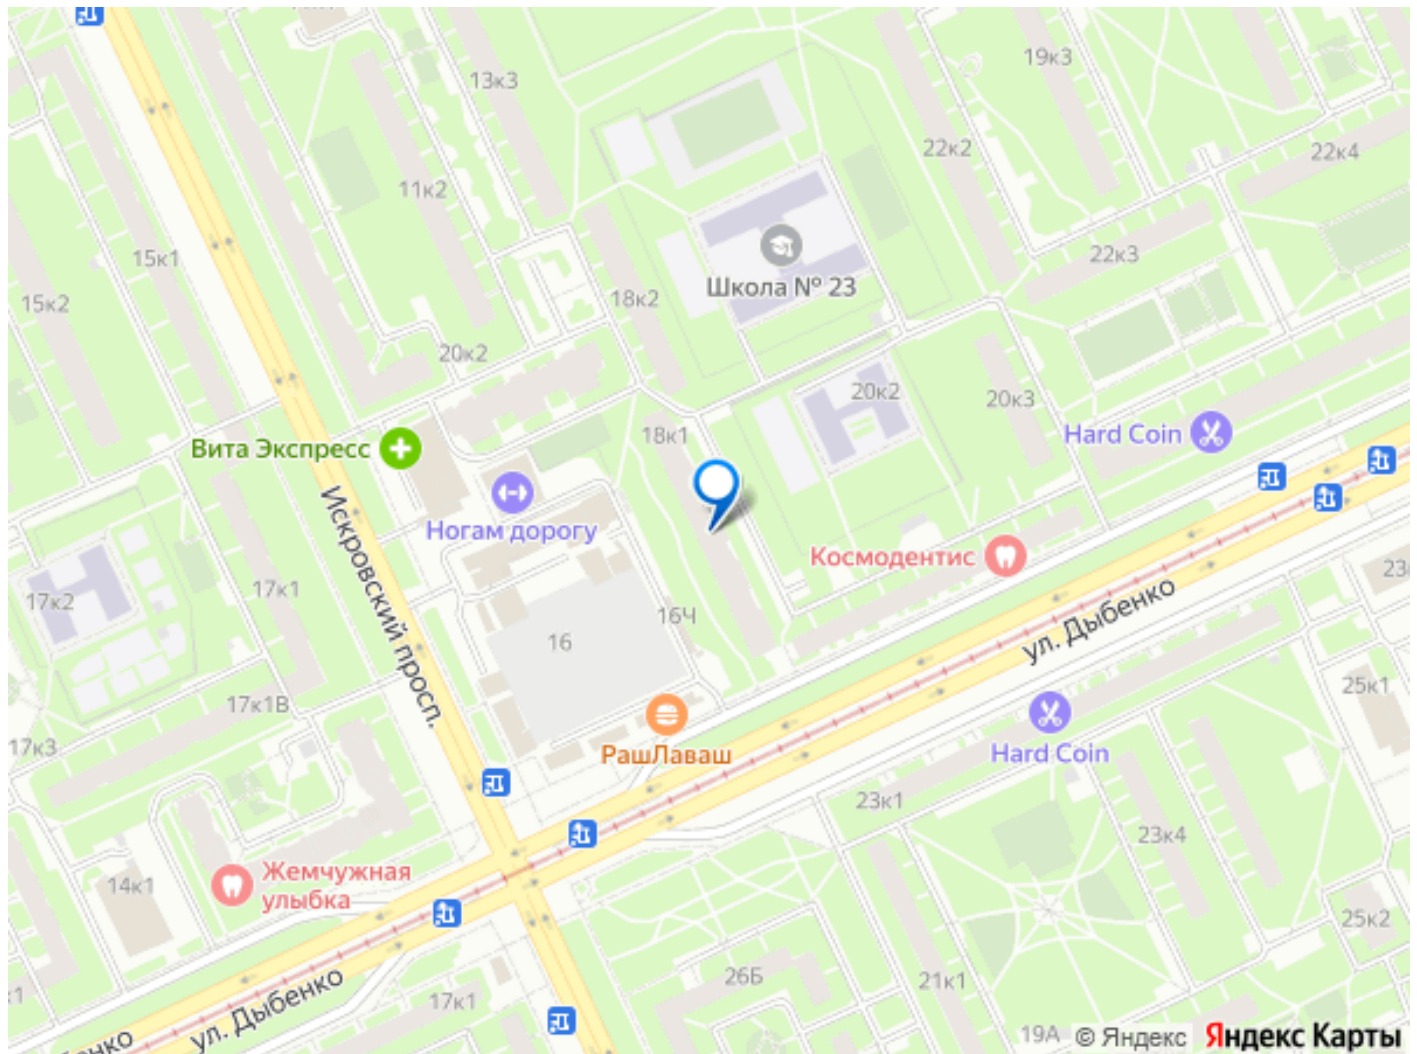 13к3
19к3
22к2
22к4
11к2
15к1
22к3
Школа № 23
15к2
18к2
20к2
20к2
20к3
18к1
Hard Coin
Вита Экспресс
Искровский просп.
Ногам дорогу
Космодентис
17к1
17к2
ул. Дыбенко
16Ч
16
25к1
17к1В
Hard Coin
РашЛаваш
17к3
23к1
23к4
Жемчужная
улыбка
14к1
25к2
26Б
21к1
17к1
ул. Дыбенко
19А
© Яндекс Яндекс Карты